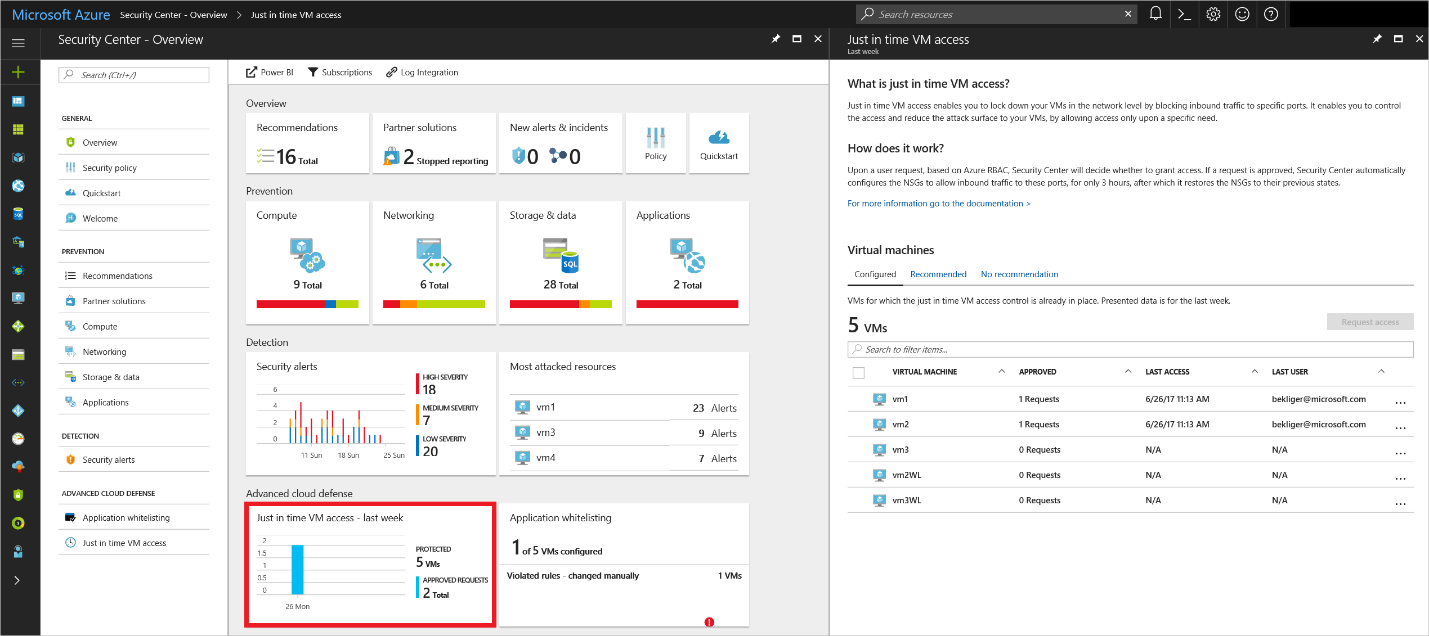 Microsoft Azure Security Center - Overview > Just in time VM access
Search resources
Security Center - Overview
Search (Ctrl+/)
GENERAL
Overview
Security policy
Quickstart
Welcome
PREVENTION
Recommendations
Partner solutions
Compute
Networking
Storage & data
Applications
DETECTION
Security alerts
ADVANCED CLOUD DEFENSE
Application whitelisting
Just in time VM access
Power BI Subscriptions Log Integration
Overview
Recommendations
16 Total
Partner solutions
2 Stopped reporting
New alerts & incidents
0 0
Policy
Quickstart
Prevention
Compute
9 Total
Networking
6 Total
Storage & data
SQL
28 Total
Applications
2 Total
Detection
Security alerts
6
4
2
0
11 Sun 18 Sun 25 Sun
HIGH SEVERITY
18
MEDIUM SEVERITY
7
LOW SEVERITY
20
Most attacked resources
vm1 23 Alerts
vm3 9 Alerts
vm4 7 Alerts
Advanced cloud defense
Just in time VM access - last week
2
1.5
1
0.5
0
26 Mon
PROTECTED
5 VMs
APPROVED REQUESTS
2 Total
Application whitelisting
1 of 5 VMs configured
Violated rules - changed manually 1 VMs
Just in time VM access
Last week
What is just in time VM access?
Just in time VM access enables you to lock down your VMs in the network level by blocking inbound traffic to specific ports. It enables you to control
the access and reduce the attack surface to your VMs, by allowing access only upon a specific need.
How does it work?
Upon a user request, based on Azure RBAC, Security Center will decide whether to grant access. If a request is approved, Security Center automatically
configures the NSGs to allow inbound traffic to these ports, for only 3 hours, after which it restores the NSGs to their previous states.
For more information go to the documentation >
Virtual machines
Configured Recommended No recommendation
VMs for which the just in time VM access control is already in place. Presented data is for the last week.
5 VMs
Request access
Search to filter items...
VIRTUAL MACHINE APPROVED LAST ACCESS LAST USER
vm1 1 Requests 6/26/17 11:13 AM bekliger@microsoft.com ...
vm2 1 Requests 6/26/17 11:13 AM bekliger@microsoft.com ...
vm3 0 Requests N/A N/A ...
vm2WL 0 Requests N/A N/A ...
vm3WL 0 Requests N/A N/A ...